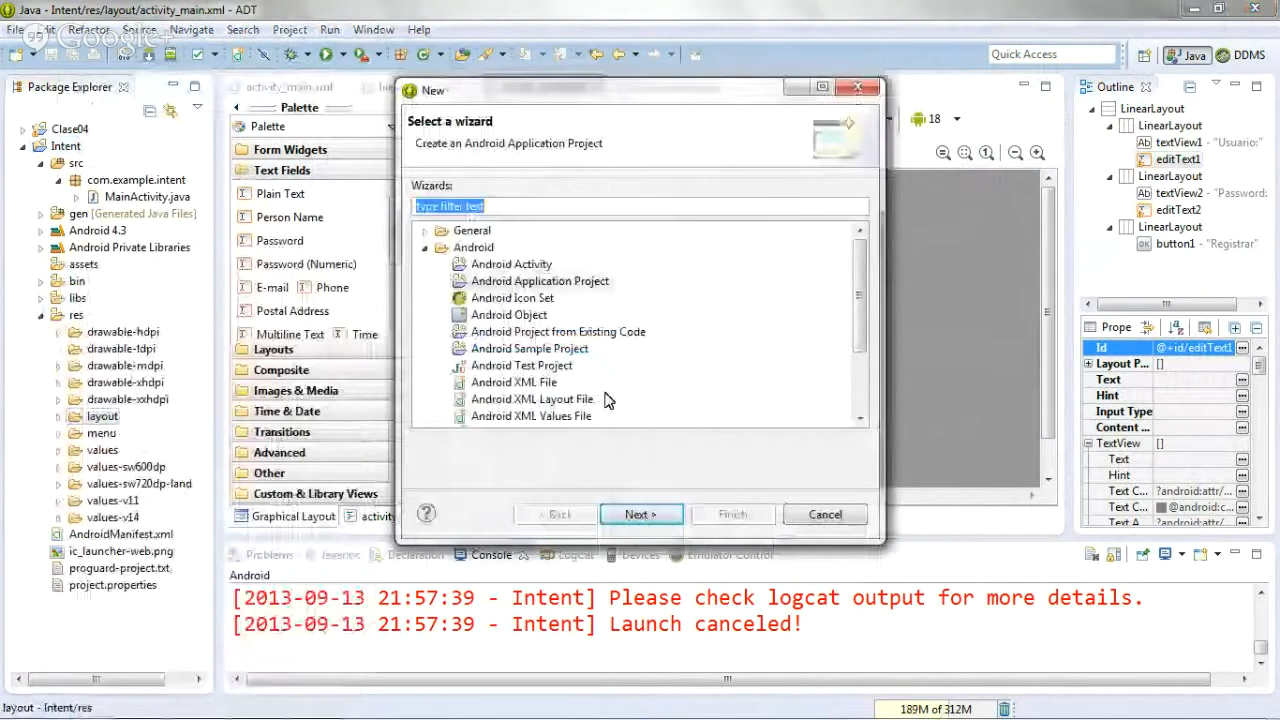 Java - Intent/res/layout/activity_main.xml - ADT
File Edit Refactor Source Navigate Search Project Run Window Help
Google+
Quick Access
Java
DDMS
Package Explorer
Clase04
Intent
src
com.example.intent
MainActivity.java
gen [Generated Java Files]
Android 4.3
Android Private Libraries
assets
bin
libs
res
drawable-hdpi
drawable-ldpi
drawable-mdpi
drawable-xhdpi
drawable-xxhdpi
layout
menu
values
values-sw600dp
values-sw720dp-land
values-v11
values-v14
AndroidManifest.xml
ic_launcher-web.png
proguard-project.txt
project.properties
activity_main.xml
Palette
Palette
Form Widgets
Text Fields
Plain Text
Person Name
Password
Password (Numeric)
E-mail Phone
Postal Address
Multiline Text Time
Layouts
Composite
Images & Media
Time & Date
Transitions
Advanced
Other
Custom & Library Views
Graphical Layout
activity
New
Select a wizard
Create an Android Application Project
Wizards:
type filter text
General
Android
Android Activity
Android Application Project
Android Icon Set
Android Object
Android Project from Existing Code
Android Sample Project
Android Test Project
Android XML File
Android XML Layout File
Android XML Values File
< Back
Next >
Finish
Cancel
18
Outline
LinearLayout
LinearLayout
textView1 - "Usuario:
editText1
LinearLayout
textView2 - "Password:
editText2
LinearLayout
button1 - "Registrar"
Prope
Id @+id/editText1
Layout P... []
Text
Hint
Input Type
Content ...
TextView []
Text
Hint
Text C... ?android:attr/
Text C... @android:c...
Text A... ?android:attr/
Problems Javadoc Declaration Console LogCat Devices Emulator Control
Android
[2013-09-13 21:57:39 - Intent] Please check logcat output for more details.
[2013-09-13 21:57:39 - Intent] Launch canceled!
layout - Intent/res
189M of 312M